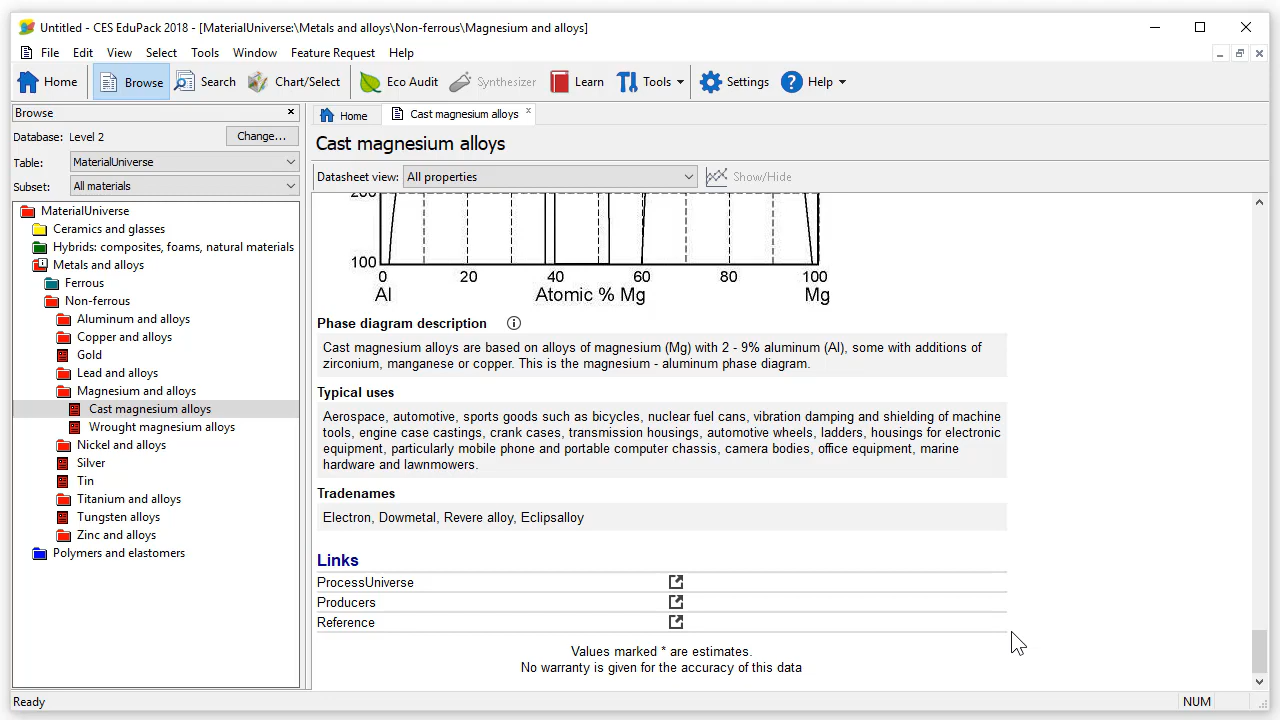 Untitled - CES EduPack 2018 - [MaterialUniverse:\Metals and alloys\Non-ferrous\Magnesium and alloys]
File Edit View Select Tools Window Feature Request Help
Home Browse Search Chart/Select Eco Audit Synthesizer Learn Tools Settings Help
Browse
Database: Level 2 Change...
Table: MaterialUniverse
Subset: All materials
MaterialUniverse
Ceramics and glasses
Hybrids: composites, foams, natural materials
Metals and alloys
Ferrous
Non-ferrous
Aluminum and alloys
Copper and alloys
Gold
Lead and alloys
Magnesium and alloys
Cast magnesium alloys
Wrought magnesium alloys
Nickel and alloys
Silver
Tin
Titanium and alloys
Tungsten alloys
Zinc and alloys
Polymers and elastomers
Home Cast magnesium alloys
Cast magnesium alloys
Datasheet view: All properties Show/Hide
200
100
0 20 40 60 80 100
Al Atomic % Mg Mg
Phase diagram description
Cast magnesium alloys are based on alloys of magnesium (Mg) with 2 - 9% aluminum (Al), some with additions of
zirconium, manganese or copper. This is the magnesium - aluminum phase diagram.
Typical uses
Aerospace, automotive, sports goods such as bicycles, nuclear fuel cans, vibration damping and shielding of machine
tools, engine case castings, crank cases, transmission housings, automotive wheels, ladders, housings for electronic
equipment, particularly mobile phone and portable computer chassis, camera bodies, office equipment, marine
hardware and lawnmowers.
Tradenames
Electron, Dowmetal, Revere alloy, Eclipsalloy
Links
ProcessUniverse
Producers
Reference
Values marked * are estimates.
No warranty is given for the accuracy of this data
Ready NUM